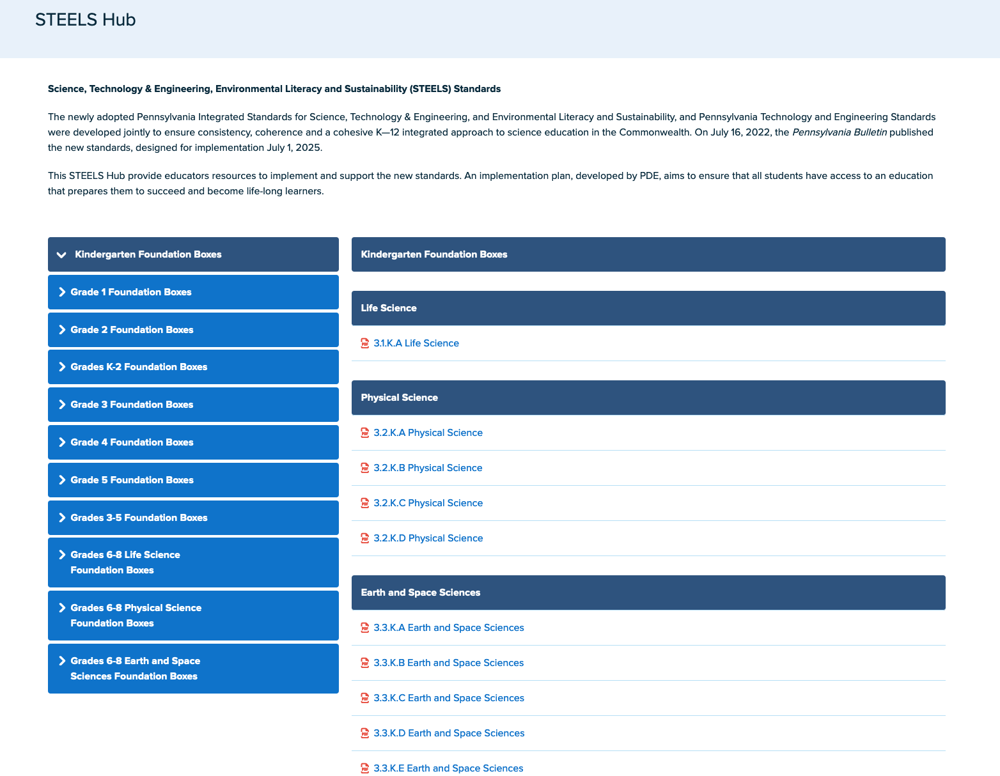 STEELS Hub
Science, Technology & Engineering, Environmental Literacy and Sustainability (STEELS) Standards
The newly adopted Pennsylvania Integrated Standards for Science, Technology & Engineering, and Environmental Literacy and Sustainability, and Pennsylvania Technology and Engineering Standards
were developed jointly to ensure consistency, coherence and a cohesive K—12 integrated approach to science education in the Commonwealth. On July 16, 2022, the Pennsylvania Bulletin published
the new standards, designed for implementation July 1, 2025.
This STEELS Hub provide educators resources to implement and support the new standards. An implementation plan, developed by PDE, aims to ensure that all students have access to an education
that prepares them to succeed and become life-long learners.
Kindergarten Foundation Boxes
Grade 1 Foundation Boxes
Grade 2 Foundation Boxes
Grades K-2 Foundation Boxes
Grade 3 Foundation Boxes
Grade 4 Foundation Boxes
Grade 5 Foundation Boxes
Grades 3-5 Foundation Boxes
Grades 6-8 Life Science
Foundation Boxes
Grades 6-8 Physical Science
Foundation Boxes
Grades 6-8 Earth and Space
Sciences Foundation Boxes
Kindergarten Foundation Boxes
Life Science
PDF 3.1.K.A Life Science
Physical Science
PDF 3.2.K.A Physical Science
PDF 3.2.K.B Physical Science
PDF 3.2.K.C Physical Science
PDF 3.2.K.D Physical Science
Earth and Space Sciences
PDF 3.3.K.A Earth and Space Sciences
PDF 3.3.K.B Earth and Space Sciences
PDF 3.3.K.C Earth and Space Sciences
PDF 3.3.K.D Earth and Space Sciences
PDF 3.3.K.E Earth and Space Sciences